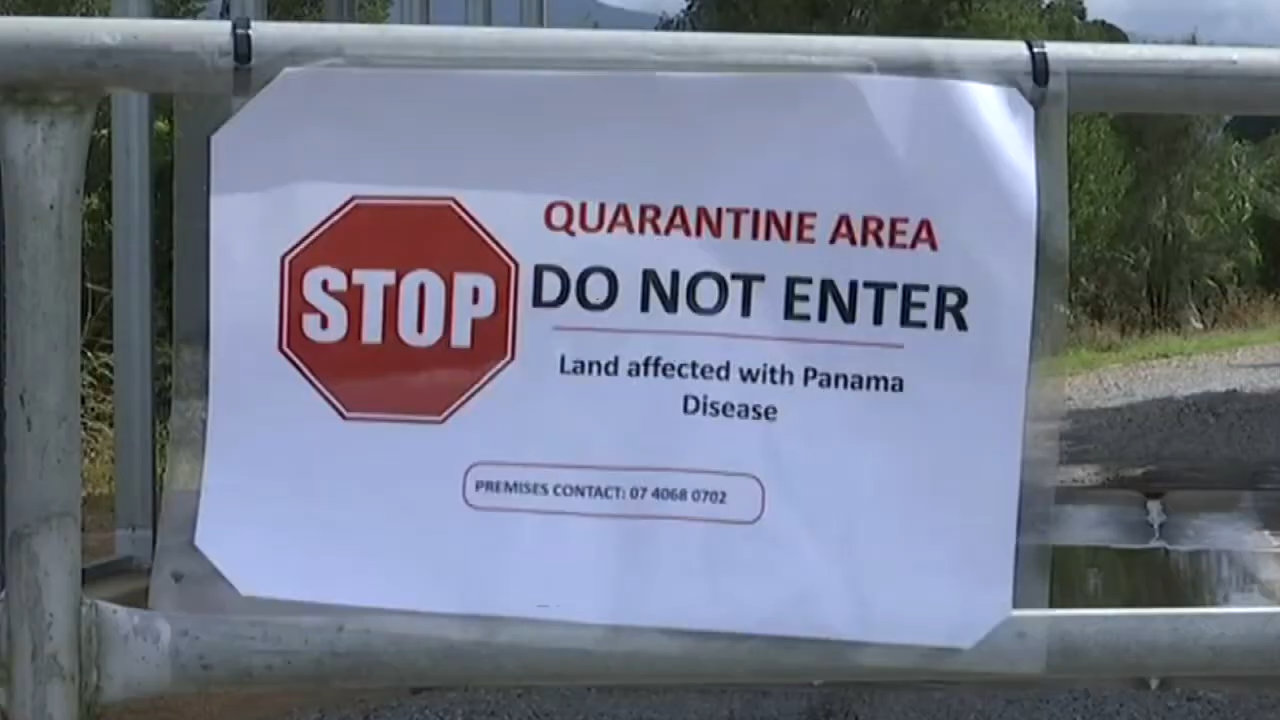 STOP
QUARANTINE AREA
DO NOT ENTER
Land affected with Panama
Disease
PREMISES CONTACT: 07 4068 0702